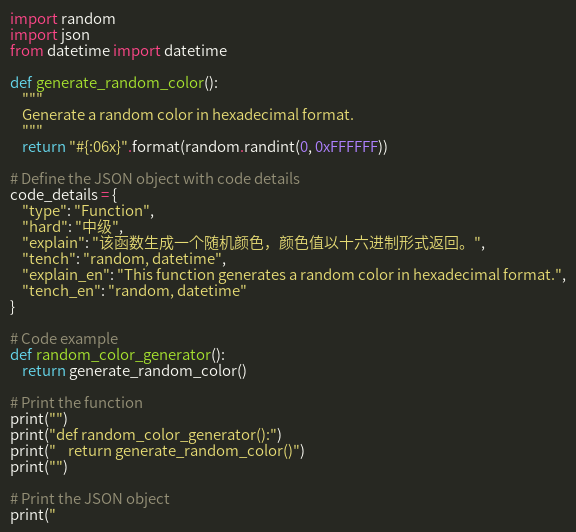 import random
import json
from datetime import datetime

def generate_random_color():
    """
    Generate a random color in hexadecimal format.
    """
    return "#{:06x}".format(random.randint(0, 0xFFFFFF))

# Define the JSON object with code details
code_details = {
    "type": "Function",
    "hard": "中级",
    "explain": "该函数生成一个随机颜色，颜色值以十六进制形式返回。",
    "tench": "random, datetime",
    "explain_en": "This function generates a random color in hexadecimal format.",
    "tench_en": "random, datetime"
}

# Code example
def random_color_generator():
    return generate_random_color()

# Print the function
print("")
print("def random_color_generator():")
print("    return generate_random_color()")
print("")

# Print the JSON object
print("